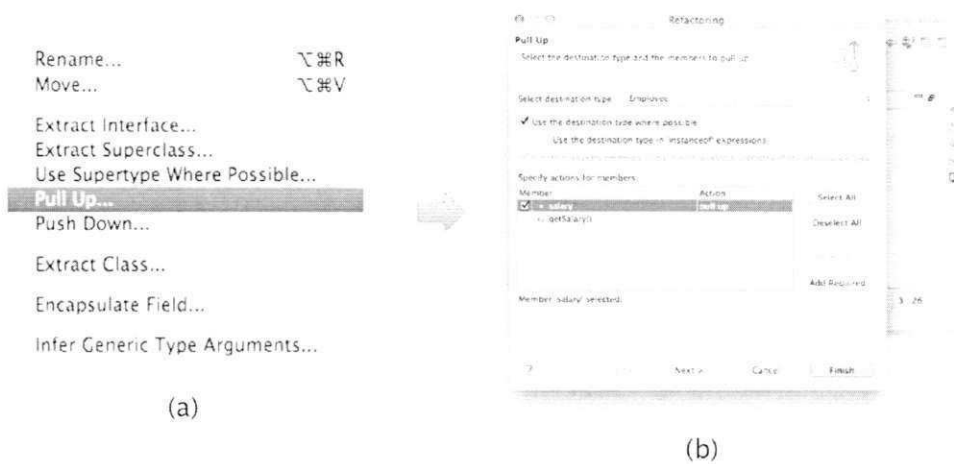 Rename... ⌥⌘R
Move... ⌥⌘V
Extract Interface...
Extract Superclass...
Use Supertype Where Possible...
Pull Up...
Push Down...
Extract Class...
Encapsulate Field...
Infer Generic Type Arguments...
(a)
Refactoring
Pull Up
Select the destination type and the members to pull up.
Select destination type Employee
Use the destination type where possible
Use the destination type in 'instanceof' expressions
Specify actions for members:
Member Action
salary pull up
getSalary()
Select All
Deselect All
Add Required
Member 'salary' selected.
3 : 26
? Next > Cancel Finish
(b)